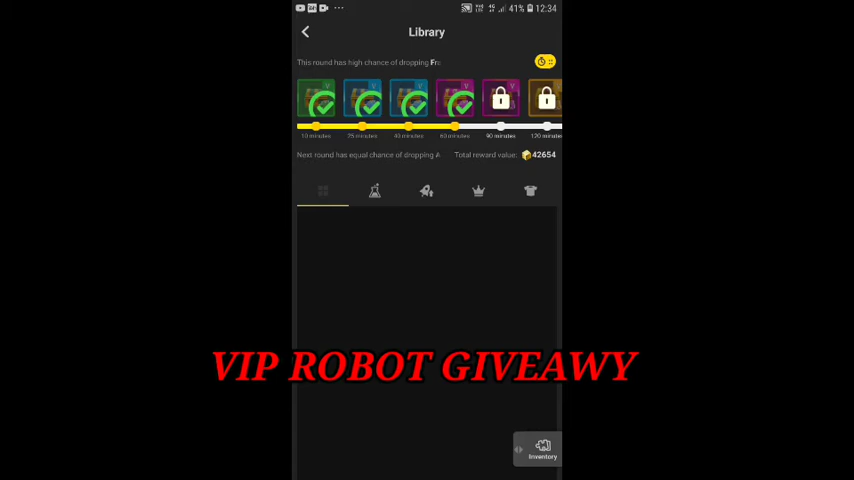 41% 12:34
Library
This round has high chance of dropping Fr
V V V V V
10 minutes 25 minutes 40 minutes 60 minutes 90 minutes 120 minutes
Next round has equal chance of dropping A Total reward value: 42654
VIP ROBOT GIVEAWY
Inventory